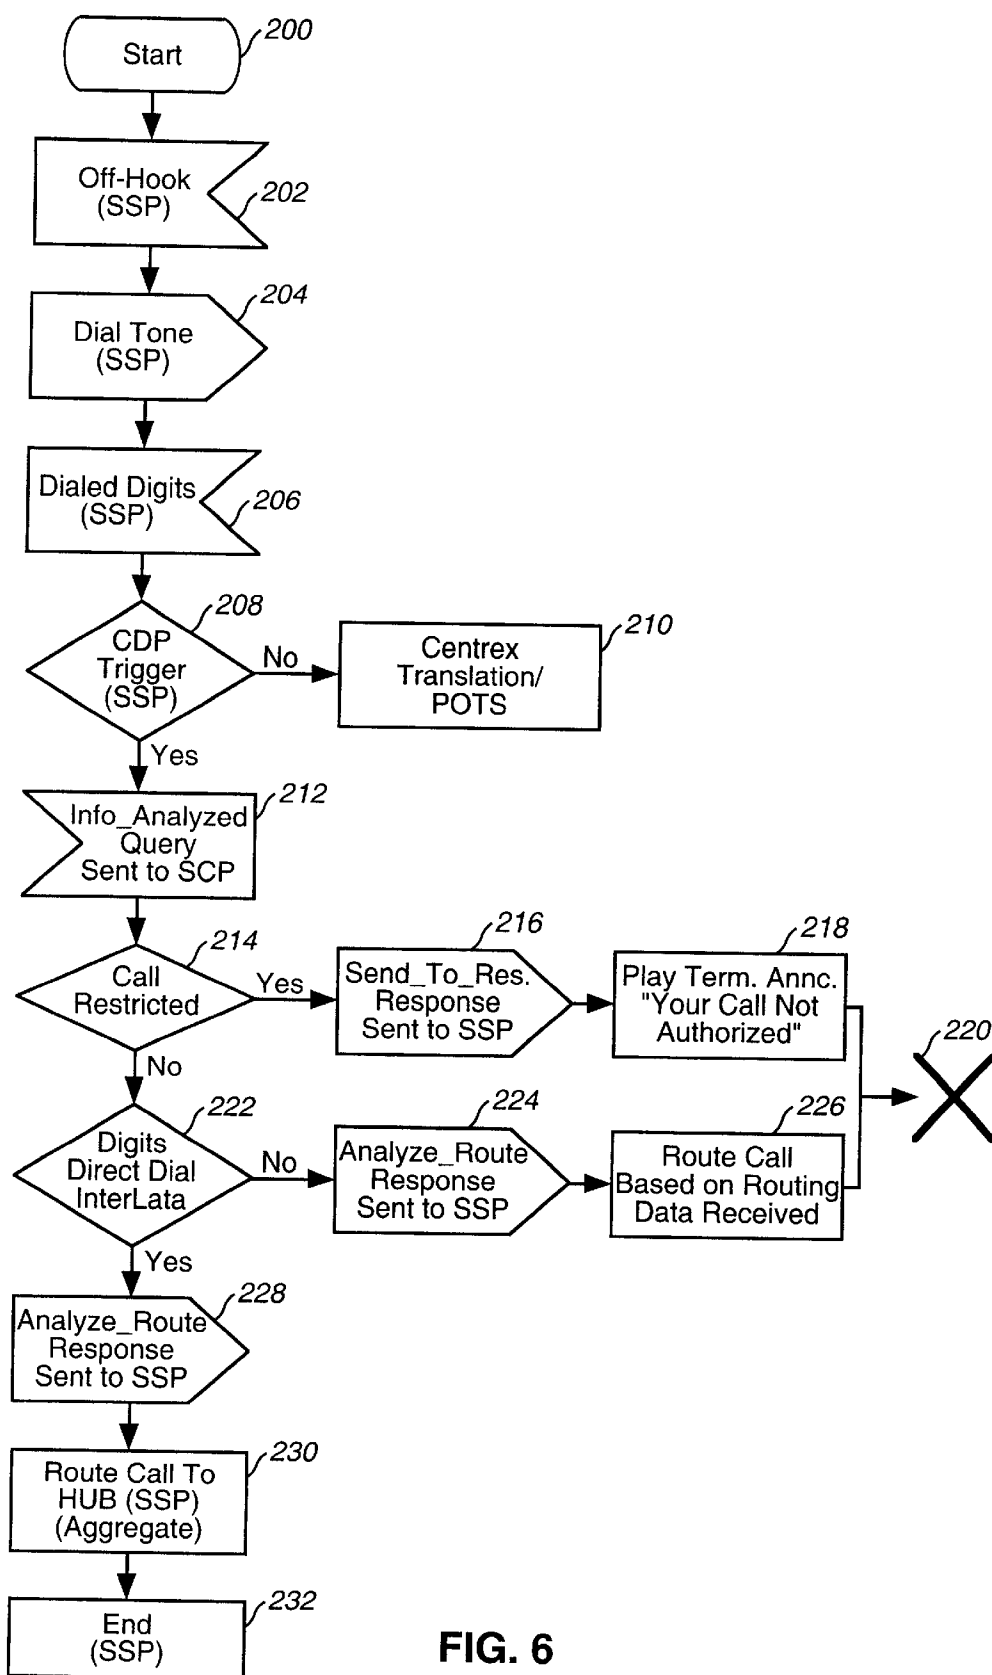 200
Start
Off-Hook
(SSP)
202
204
Dial Tone
(SSP)
Dialed Digits
(SSP)
206
208
CDP
Trigger
(SSP)
No
210
Centrex
Translation/
POTS
Yes
212
Info_Analyzed
Query
Sent to SCP
214
Call
Restricted
Yes
216
Send_To_Res.
Response
Sent to SSP
218
Play Term. Annc.
"Your Call Not
Authorized"
220
No
222
Digits
Direct Dial
InterLata
No
224
Analyze_Route
Response
Sent to SSP
226
Route Call
Based on Routing
Data Received
Yes
228
Analyze_Route
Response
Sent to SSP
230
Route Call To
HUB (SSP)
(Aggregate)
232
End
(SSP)
FIG. 6